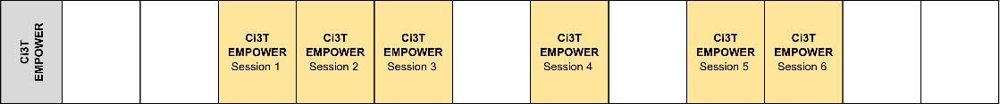 Ci3T
EMPOWER
Ci3T
EMPOWER
Session 1
Ci3T
EMPOWER
Session 2
Ci3T
EMPOWER
Session 3
Ci3T
EMPOWER
Session 4
Ci3T
EMPOWER
Session 5
Ci3T
EMPOWER
Session 6